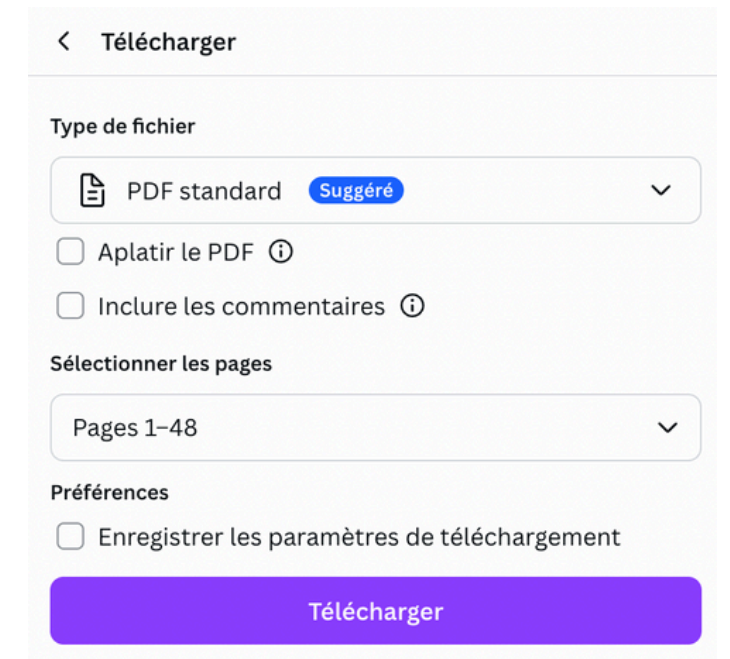 Télécharger
Type de fichier
PDF standard Suggéré
Aplatir le PDF
Inclure les commentaires
Sélectionner les pages
Pages 1–48
Préférences
Enregistrer les paramètres de téléchargement
Télécharger